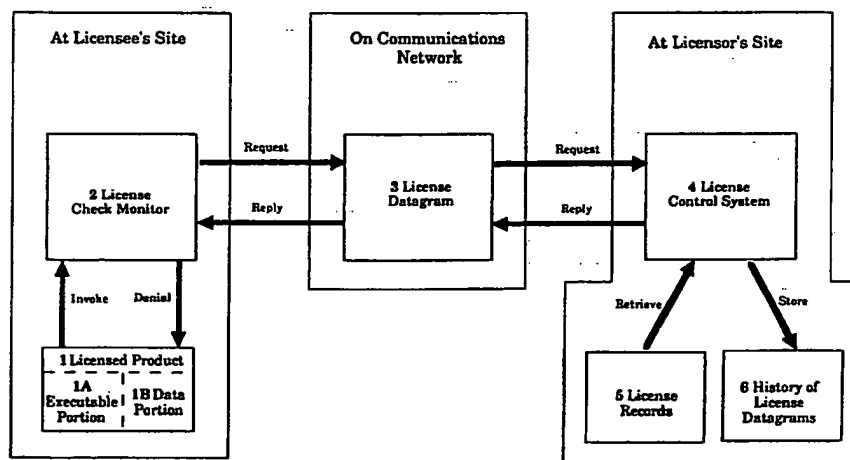 At Licensee's Site
On Communications
Network
At Licensor's Site
Request
Request
2 License
Check Monitor
3 License
Datagram
4 License
Control System
Reply
Reply
Invoke
Denial
Retrieve
Store
1 Licensed Product
1A
Executable
Portion
1B Data
Portion
5 License
Records
6 History of
License
Datagrams